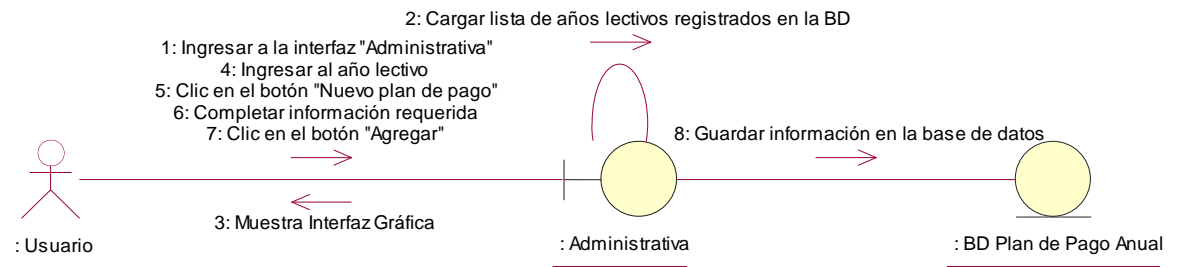 2: Cargar lista de años lectivos registrados en la BD
1: Ingresar a la interfaz "Administrativa"
4: Ingresar al año lectivo
5: Clic en el botón "Nuevo plan de pago"
6: Completar información requerida
7: Clic en el botón "Agregar"
8: Guardar información en la base de datos
3: Muestra Interfaz Gráfica
: Usuario
: Administrativa
: BD Plan de Pago Anual